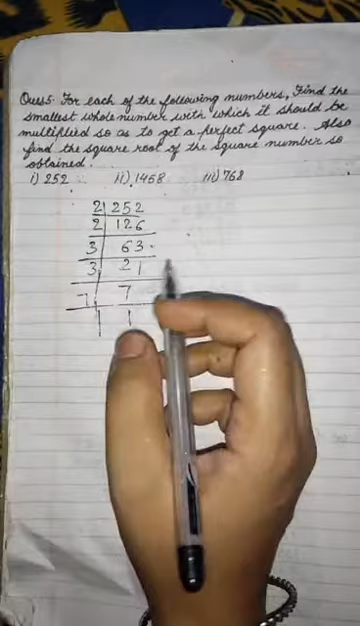 Ques5. For each of the following numbers, Find the
smallest whole number with which it should be
multiplied so as to get a perfect square. Also
find the square root of the square number so
obtained.
i) 252 ii) 1458 iii) 768
2 252
2 126
3 63
3 21
7 7
1